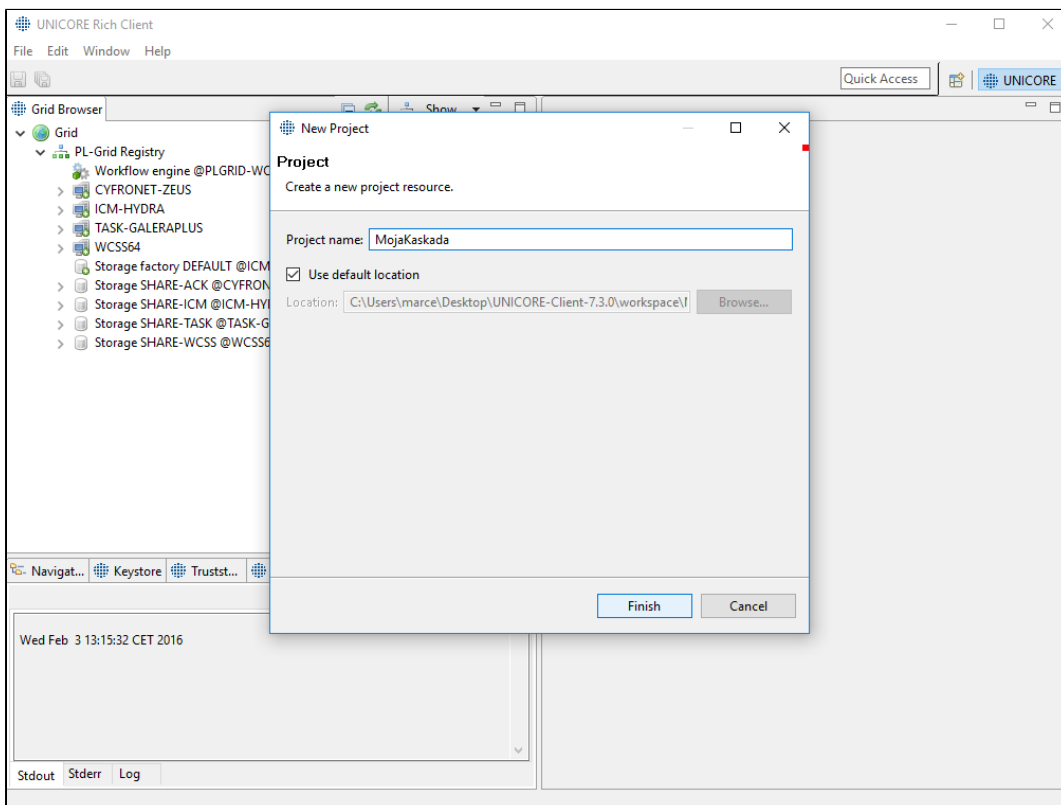 UNICORE Rich Client
File Edit Window Help
Quick Access
UNICORE
Grid Browser
Show
Grid
PL-Grid Registry
Workflow engine @PLGRID-WC
CYFRONET-ZEUS
ICM-HYDRA
TASK-GALERAPLUS
WCSS64
Storage factory DEFAULT @ICM
Storage SHARE-ACK @CYFRON
Storage SHARE-ICM @ICM-HY
Storage SHARE-TASK @TASK-G
Storage SHARE-WCSS @WCSS6
New Project
Project
Create a new project resource.
Project name: MojaKaskada
Use default location
Location: C:\Users\marce\Desktop\UNICORE-Client-7.3.0\workspace\ Browse...
Finish Cancel
Navigat... Keystore Trustst...
Wed Feb 3 13:15:32 CET 2016
Stdout Stderr Log